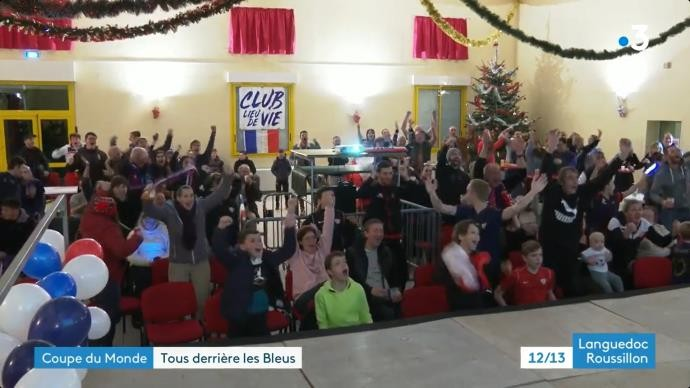 3
CLUB
LIEU
DE
VIE
Coupe du Monde
Tous derrière les Bleus
12/13
Languedoc
Roussillon